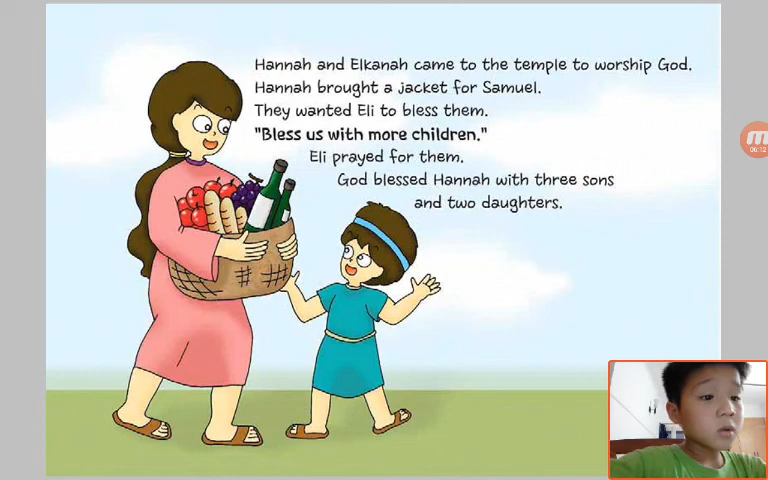 Hannah and Elkanah came to the temple to worship God.
Hannah brought a jacket for Samuel.
They wanted Eli to bless them.
"Bless us with more children."
Eli prayed for them.
God blessed Hannah with three sons
and two daughters.
06:12